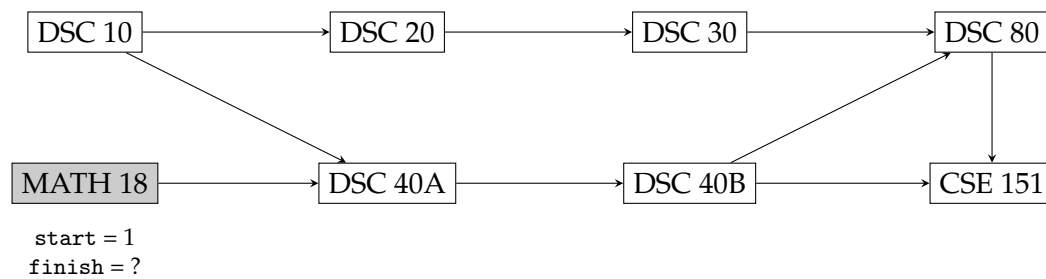 DSC 10 DSC 20 DSC 30 DSC 80
MATH 18 DSC 40A DSC 40B CSE 151
start = 1
finish = ?